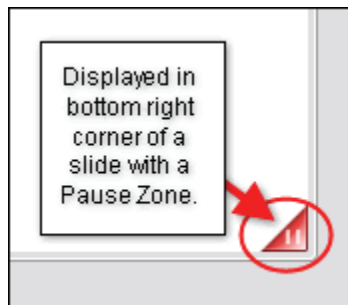 Displayed in
bottom right
corner of a
slide with a
Pause Zone.